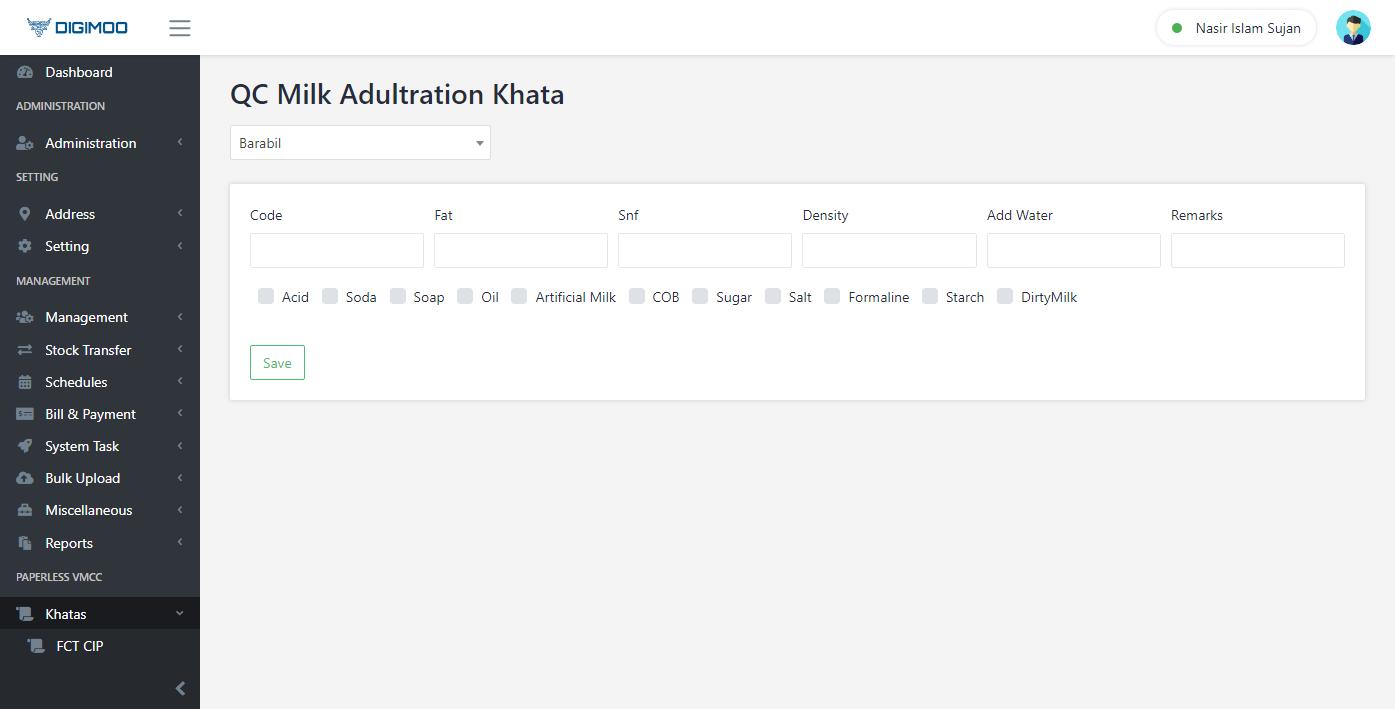 DIGIMOO
Nasir Islam Sujan
Dashboard
ADMINISTRATION
Administration
SETTING
Address
Setting
MANAGEMENT
Management
Stock Transfer
Schedules
Bill & Payment
System Task
Bulk Upload
Miscellaneous
Reports
PAPERLESS VMCC
Khatas
FCT CIP
QC Milk Adultration Khata
Barabil
Code Fat Snf Density Add Water Remarks
Acid Soda Soap Oil Artificial Milk COB Sugar Salt Formaline Starch DirtyMilk
Save